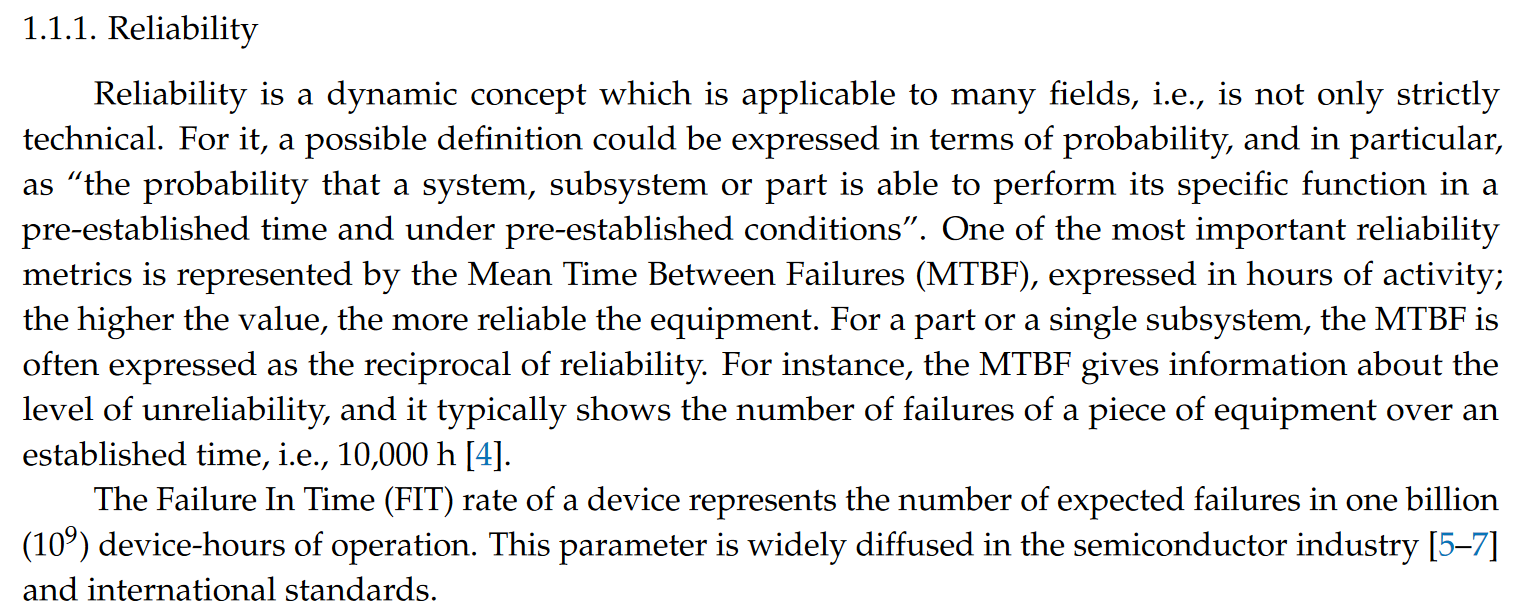 1.1.1. Reliability
Reliability is a dynamic concept which is applicable to many fields, i.e., is not only strictly
technical. For it, a possible definition could be expressed in terms of probability, and in particular,
as “the probability that a system, subsystem or part is able to perform its specific function in a
pre-established time and under pre-established conditions”. One of the most important reliability
metrics is represented by the Mean Time Between Failures (MTBF), expressed in hours of activity;
the higher the value, the more reliable the equipment. For a part or a single subsystem, the MTBF is
often expressed as the reciprocal of reliability. For instance, the MTBF gives information about the
level of unreliability, and it typically shows the number of failures of a piece of equipment over an
established time, i.e., 10,000 h [4].
The Failure In Time (FIT) rate of a device represents the number of expected failures in one billion
(10⁹) device-hours of operation. This parameter is widely diffused in the semiconductor industry [5–7]
and international standards.